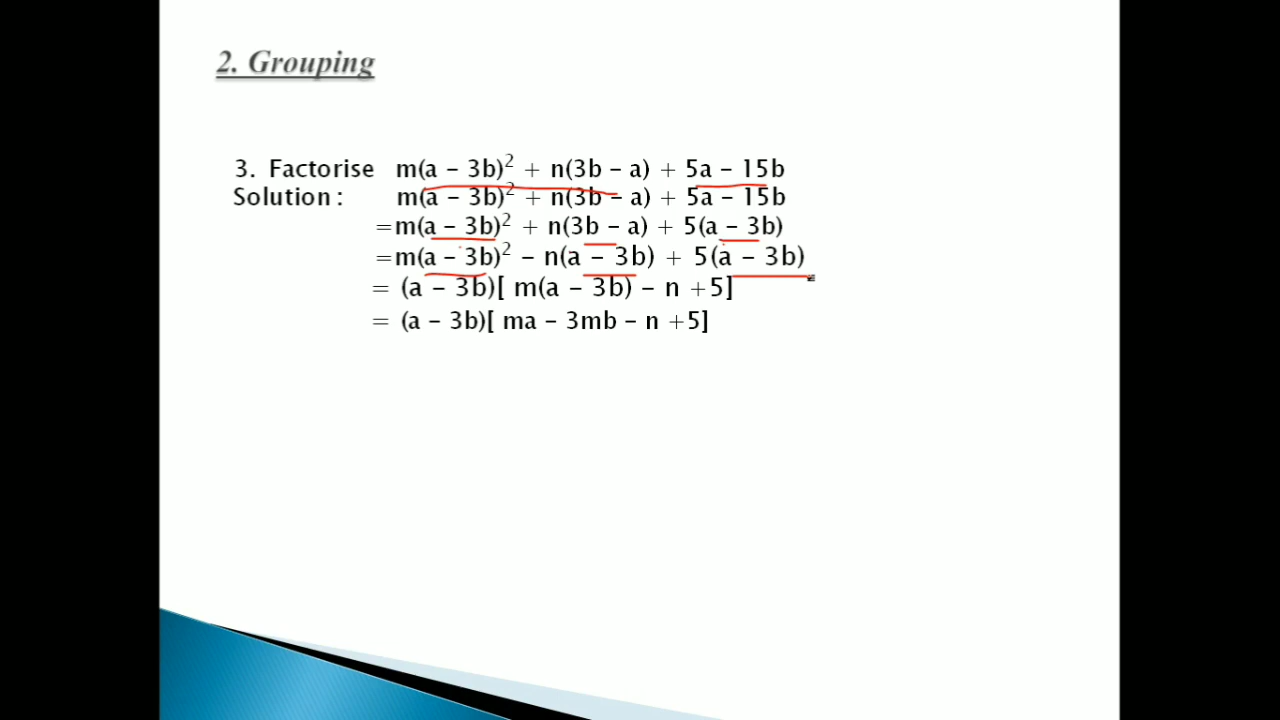 2. Grouping
3. Factorise m(a – 3b)² + n(3b – a) + 5a – 15b
Solution : m(a – 3b)² + n(3b – a) + 5a – 15b
=m(a – 3b)² + n(3b – a) + 5(a – 3b)
=m(a – 3b)² – n(a – 3b) + 5(a – 3b)
= (a – 3b)[ m(a – 3b) – n +5]
= (a – 3b)[ ma – 3mb – n +5]